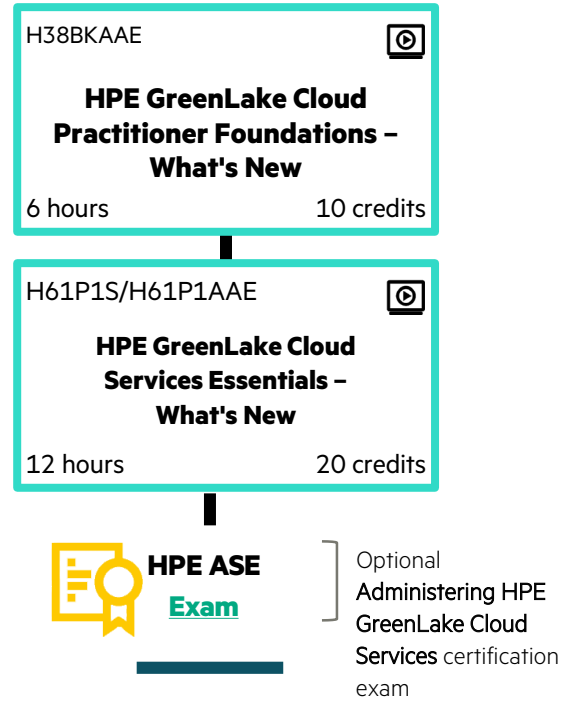 H38BKAAE
HPE GreenLake Cloud
Practitioner Foundations –
What's New
6 hours 10 credits
H61P1S/H61P1AAE
HPE GreenLake Cloud
Services Essentials –
What's New
12 hours 20 credits
HPE ASE
Exam
Optional
Administering HPE
GreenLake Cloud
Services certification
exam